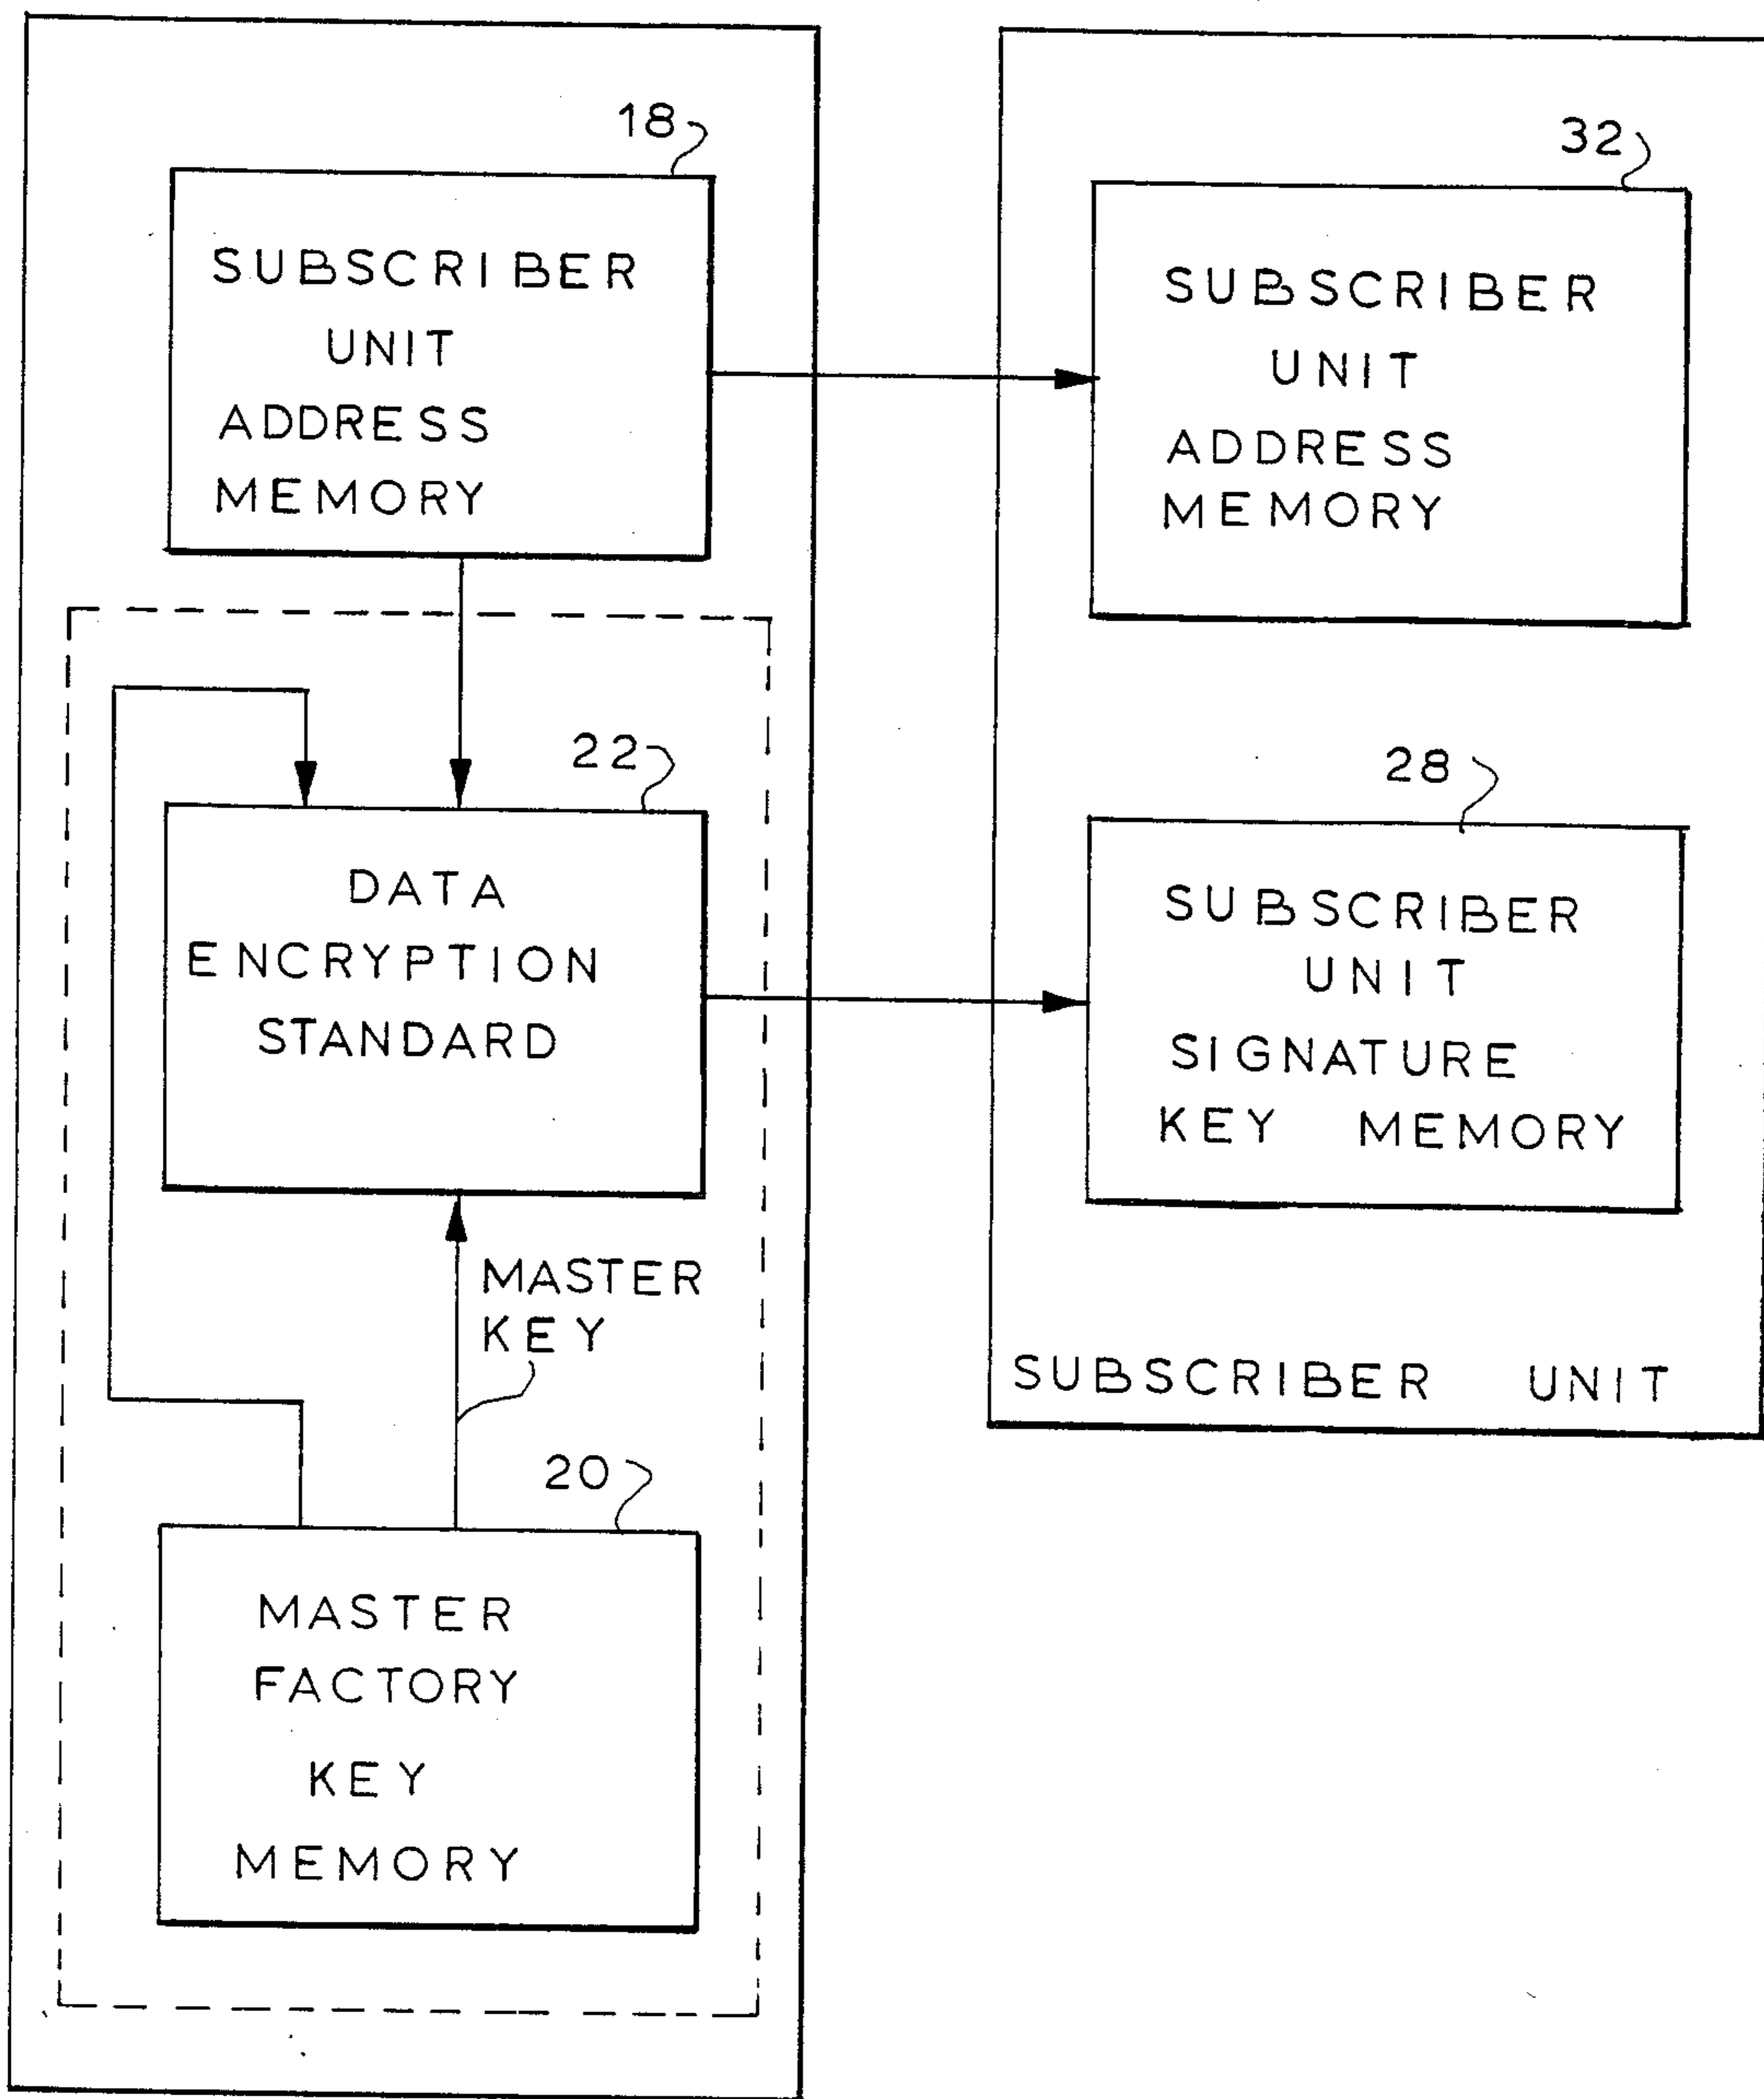 18
SUBSCRIBER
UNIT
ADDRESS
MEMORY
32
SUBSCRIBER
UNIT
ADDRESS
MEMORY
22
DATA
ENCRYPTION
STANDARD
28
SUBSCRIBER
UNIT
SIGNATURE
KEY MEMORY
MASTER
KEY
SUBSCRIBER UNIT
20
MASTER
FACTORY
KEY
MEMORY